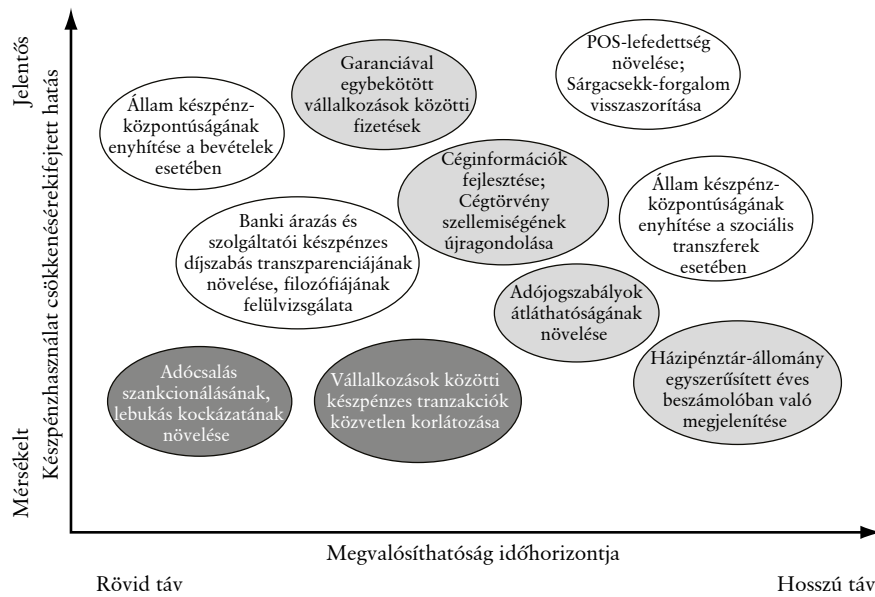 Jelentős
Mérsékelt
Készpénzhasználat csökkenésérekifejtett hatás
Állam készpénz-
központúságának
enyhítése a bevételek
esetében
Garanciával
egybekötött
vállalkozások közötti
fizetések
POS-lefedettség
növelése;
Sárgacsekk-forgalom
visszaszorítása
Céginformációk
fejlesztése;
Cégtörvény
szellemiségének
újragondolása
Állam készpénz-
központúságának
enyhítése a szociális
transzferek
esetében
Banki árazás és
szolgáltatói készpénzes
díjszabás transzparenciájának
növelése, filozófiájának
felülvizsgálata
Adójogszabályok
átláthatóságának
növelése
Adócsalás
szankcionálásának,
lebukás kockázatának
növelése
Vállalkozások közötti
készpénzes tranzakciók
közvetlen korlátozása
Házipénztár-állomány
egyszerűsített éves
beszámolóban való
megjelenítése
Megvalósíthatóság időhorizontja
Rövid táv
Hosszú táv